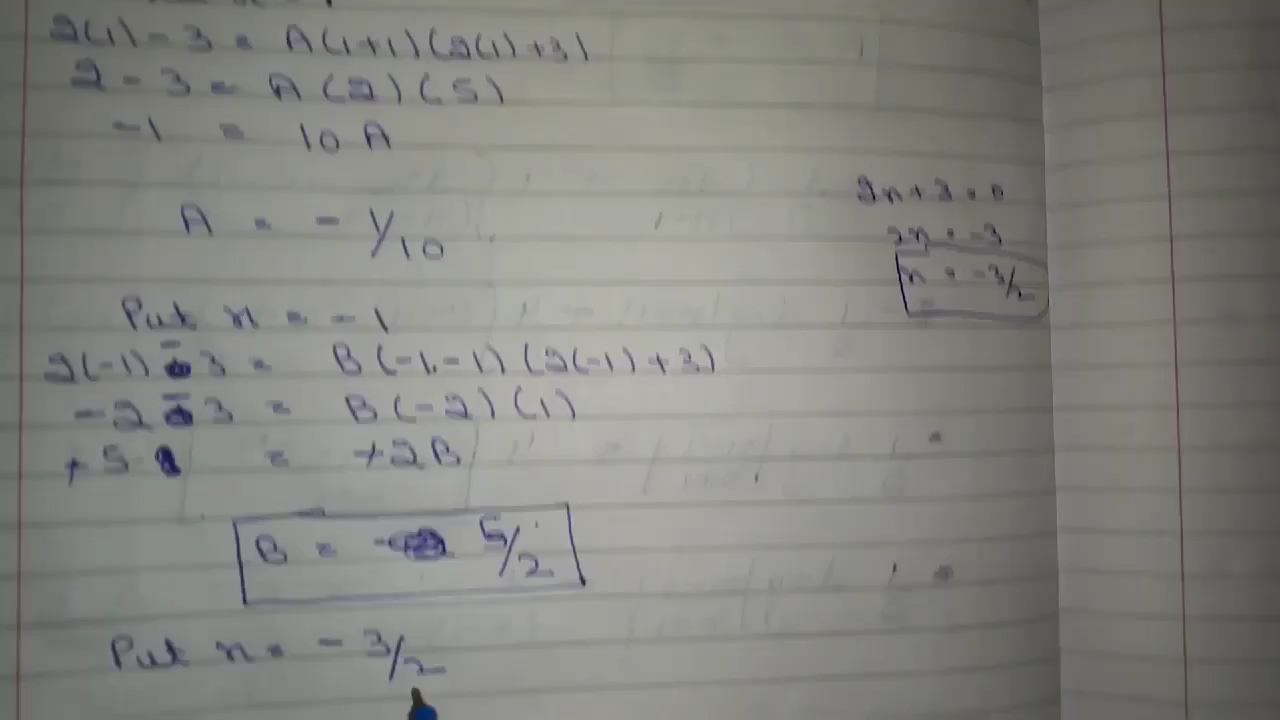 2(1) - 3 = A(1+1)(2(1)+3)
2 - 3 = A(2)(5)
-1 = 10 A
A = - 1/10
2x+3=0
2x = -3
x = -3/2
Put x = -1
2(-1) - 3 = B(-1-1)(2(-1)+3)
-2 - 3 = B(-2)(1)
+5 = +2B
B = 5/2
Put x = - 3/2